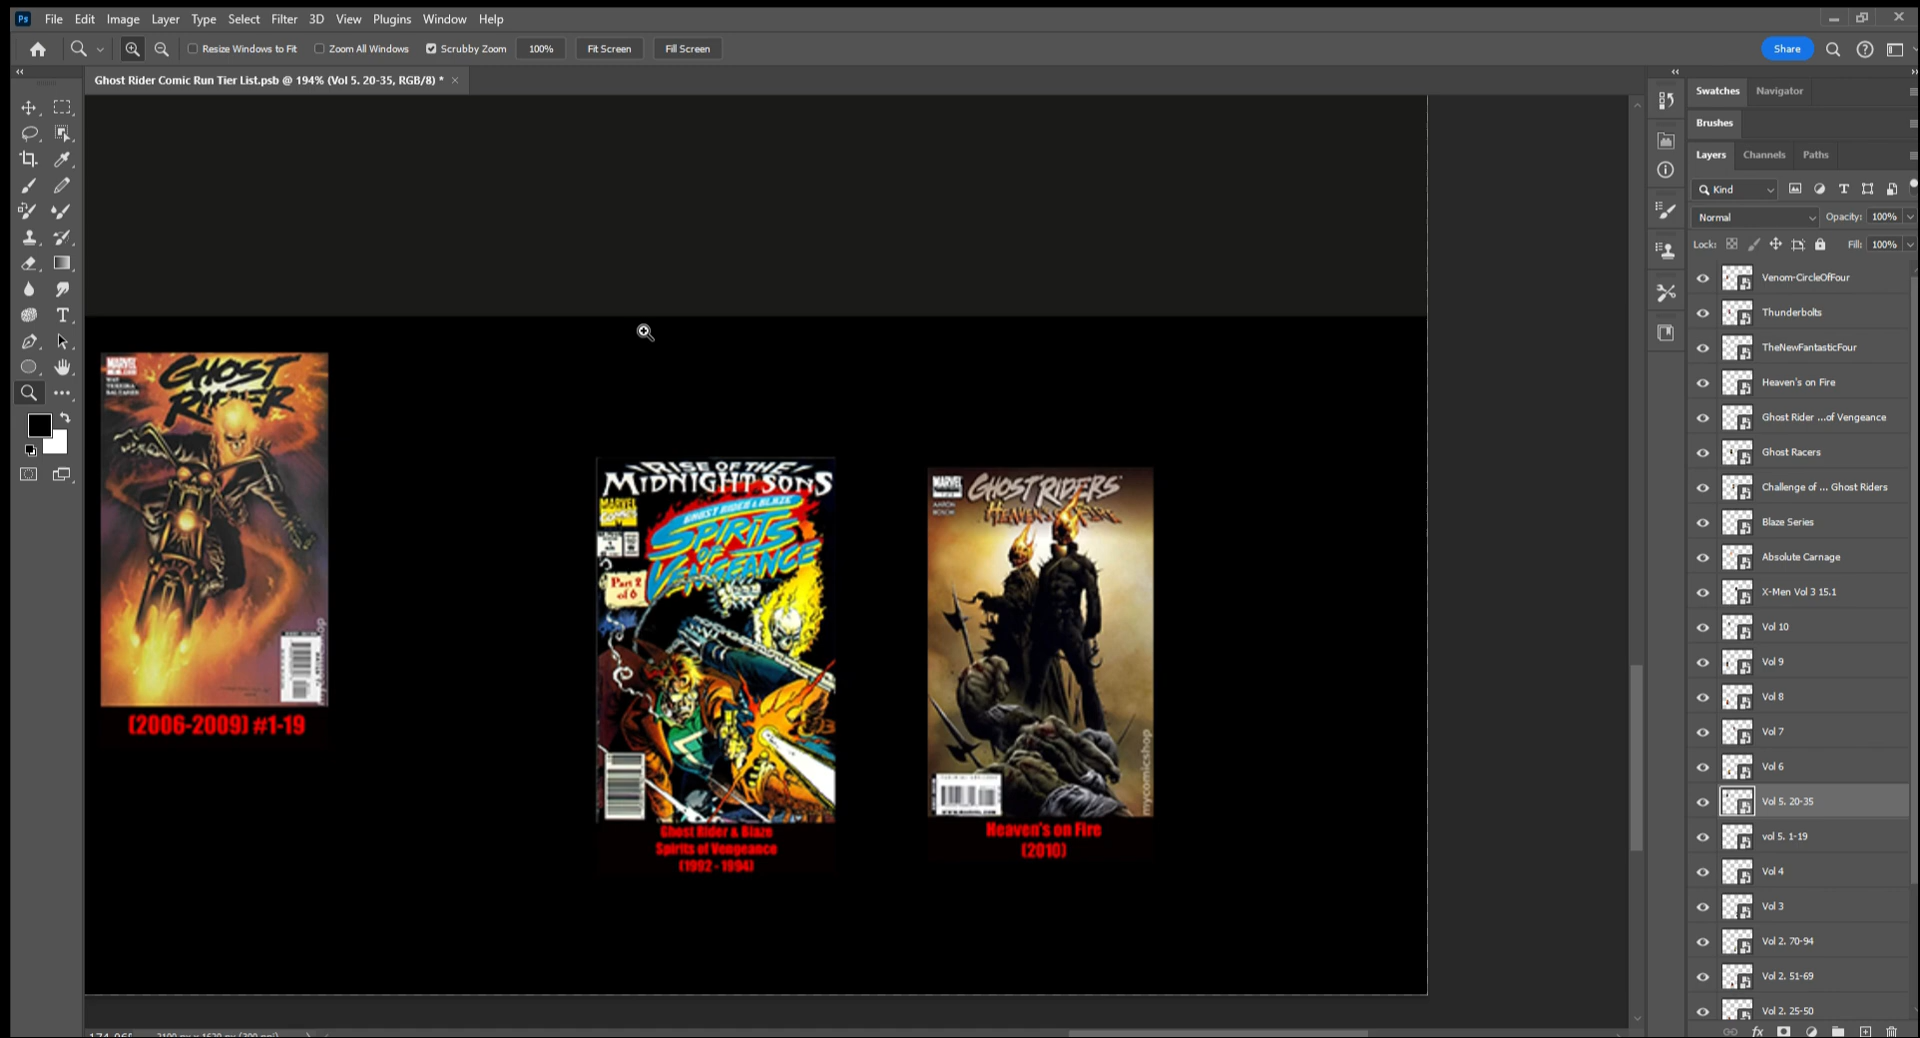 Ps File Edit Image Layer Type Select Filter 3D View Plugins Window Help
Resize Windows to Fit Zoom All Windows Scrubby Zoom 100% Fit Screen Fill Screen Share
Ghost Rider Comic Run Tier List.psb @ 194% (Vol 5. 20-35, RGB/8) * ×
Swatches Navigator
Brushes
Layers Channels Paths
Kind
Normal Opacity: 100%
Lock: Fill: 100%
Venom-CircleOfFour
Thunderbolts
TheNewFantasticFour
Heaven's on Fire
Ghost Rider ...of Vengeance
Ghost Racers
Challenge of ... Ghost Riders
Blaze Series
Absolute Carnage
X-Men Vol 3 15.1
Vol 10
Vol 9
Vol 8
Vol 7
Vol 6
Vol 5. 20-35
vol 5. 1-19
Vol 4
Vol 3
Vol 2. 70-94
Vol 2. 51-69
Vol 2. 25-50
fx
MARVEL
GHOST
RIDER
(2006-2009) #1-19
RISE OF THE
MIDNIGHT SONS
MARVEL
COMICS
GHOST RIDER & BLAZE
SPIRITS
OF
VENGEANCE
Part 2
of 6
Ghost Rider & Blaze
Spirits of Vengeance
(1992 - 1994)
MARVEL
GHOST RIDERS
HEAVEN'S ON FIRE
AARON
mycomicshop
Heaven's on Fire
(2010)